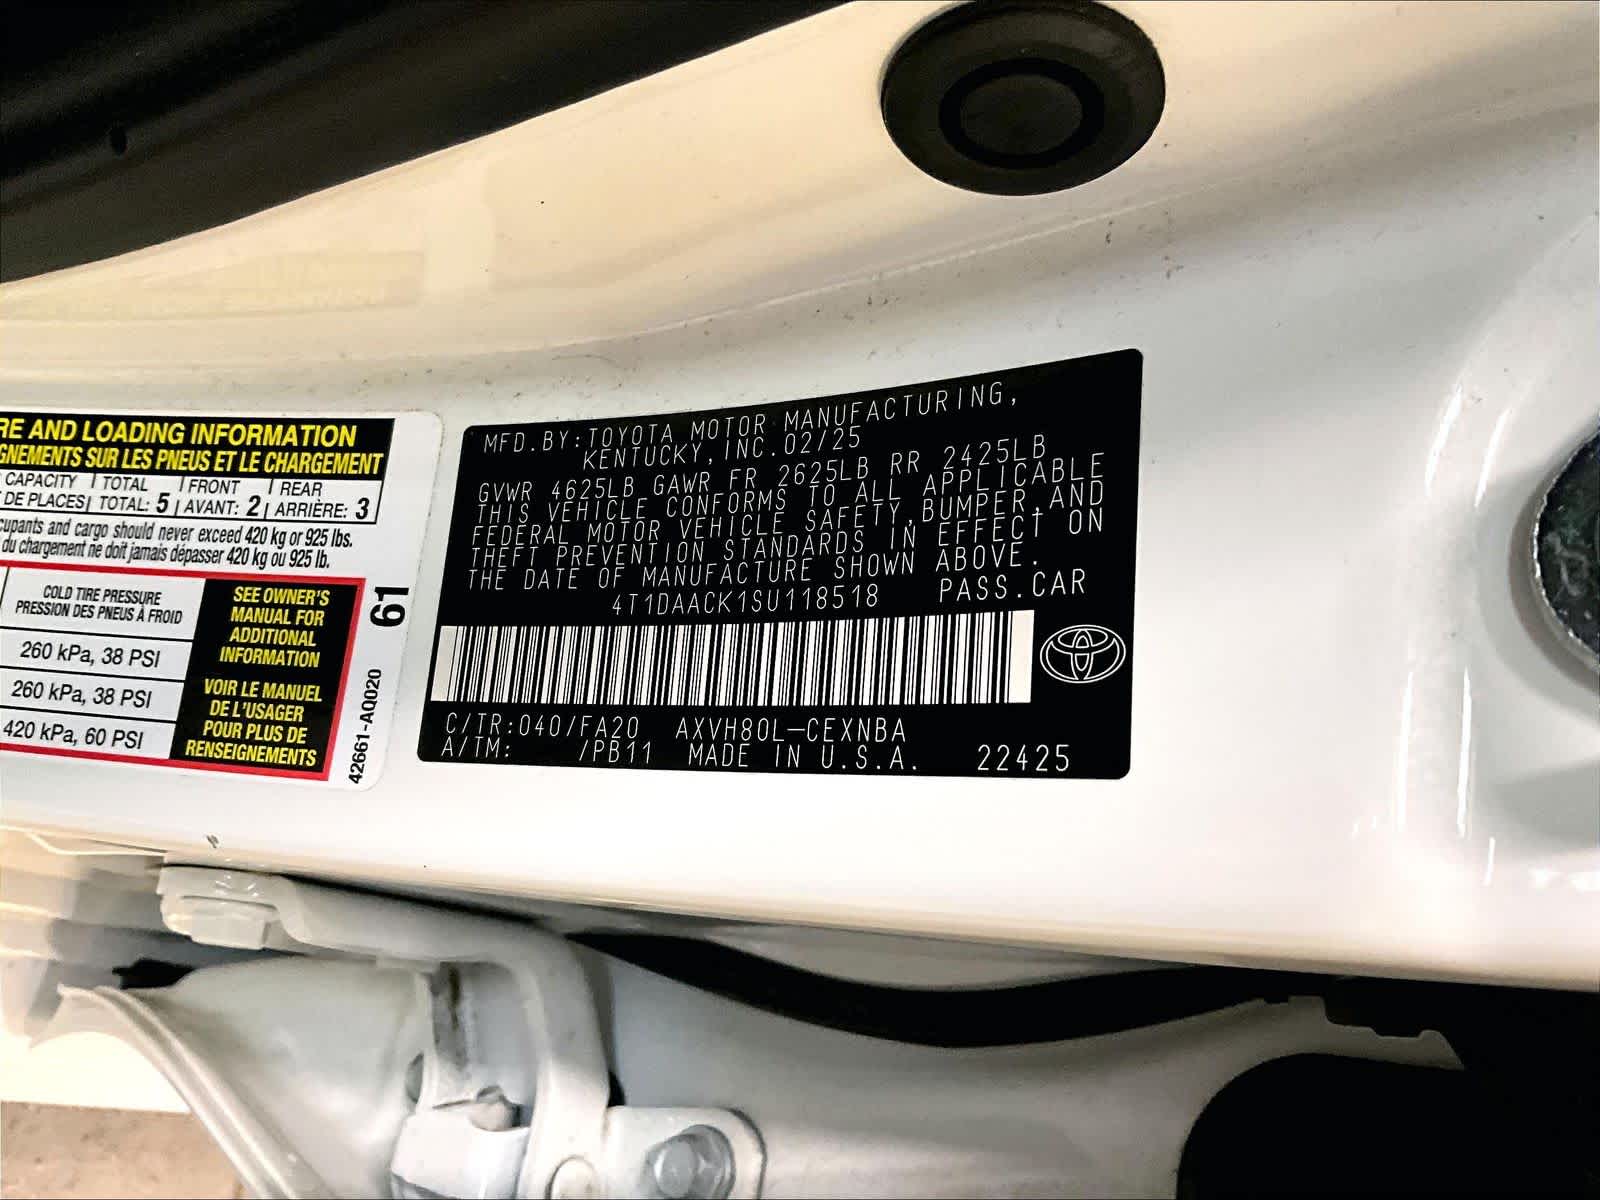 RE AND LOADING INFORMATION
GNEMENTS SUR LES PNEUS ET LE CHARGEMENT
CAPACITY TOTAL FRONT REAR
DE PLACES TOTAL: 5 AVANT: 2 ARRIÈRE: 3
cupants and cargo should never exceed 420 kg or 925 lbs.
du chargement ne doit jamais dépasser 420 kg ou 925 lb.
COLD TIRE PRESSURE
PRESSION DES PNEUS À FROID
260 kPa, 38 PSI
260 kPa, 38 PSI
420 kPa, 60 PSI
SEE OWNER'S
MANUAL FOR
ADDITIONAL
INFORMATION
VOIR LE MANUEL
DE L'USAGER
POUR PLUS DE
RENSEIGNEMENTS
61
42661-AQ020
MFD.BY:TOYOTA MOTOR MANUFACTURING,
KENTUCKY,INC.02/25
GVWR 4625LB GAWR FR 2625LB RR 2425LB
THIS VEHICLE CONFORMS TO ALL APPLICABLE
FEDERAL MOTOR VEHICLE SAFETY,BUMPER,AND
THEFT PREVENTION STANDARDS IN EFFECT ON
THE DATE OF MANUFACTURE SHOWN ABOVE.
4T1DAACK1SU118518 PASS.CAR
C/TR:040/FA20 AXVH80L-CEXNBA
A/TM: /PB11 MADE IN U.S.A. 22425